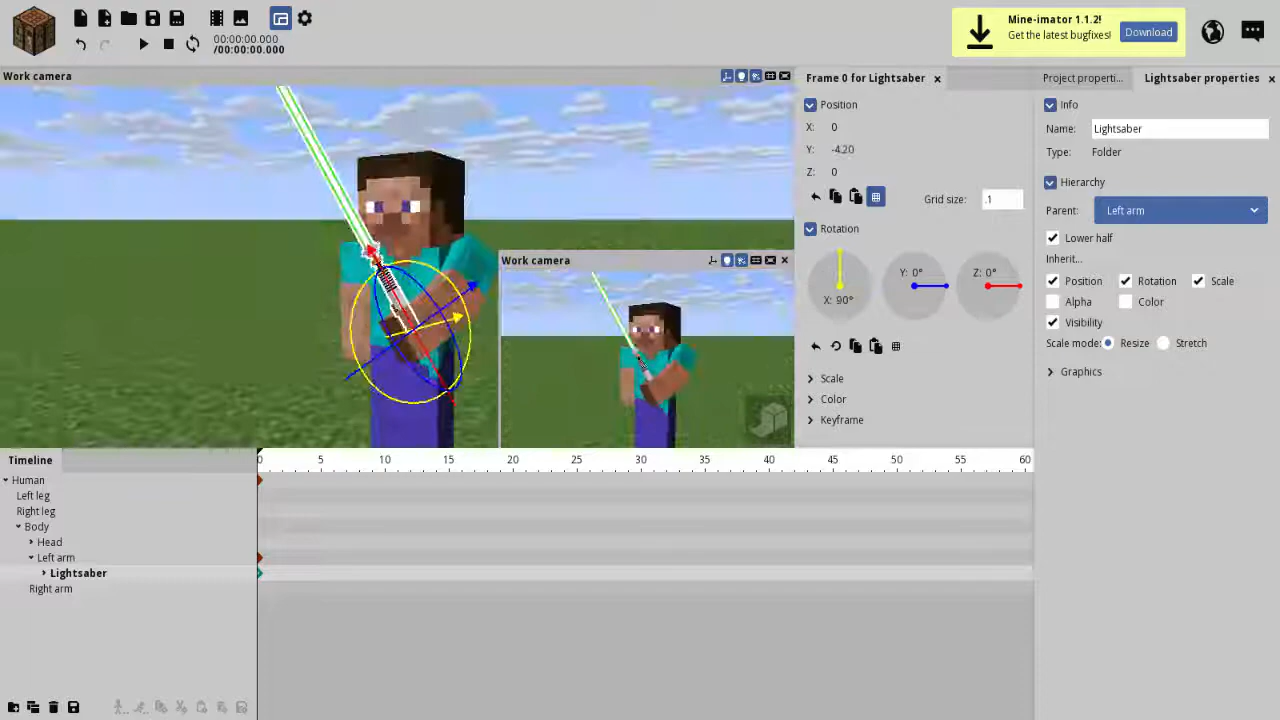 00:00:00.000
/00:00:00.000
Mine-imator 1.1.2!
Get the latest bugfixes!
Download
Work camera
Work camera
Frame 0 for Lightsaber
Position
X: 0
Y: -4.20
Z: 0
Grid size: .1
Rotation
X: 90°
Y: 0°
Z: 0°
Scale
Color
Keyframe
Project properti...
Lightsaber properties
Info
Name: Lightsaber
Type: Folder
Hierarchy
Parent: Left arm
Lower half
Inherit...
Position Rotation Scale
Alpha Color
Visibility
Scale mode: Resize Stretch
Graphics
Timeline
0 5 10 15 20 25 30 35 40 45 50 55 60
Human
Left leg
Right leg
Body
Head
Left arm
Lightsaber
Right arm